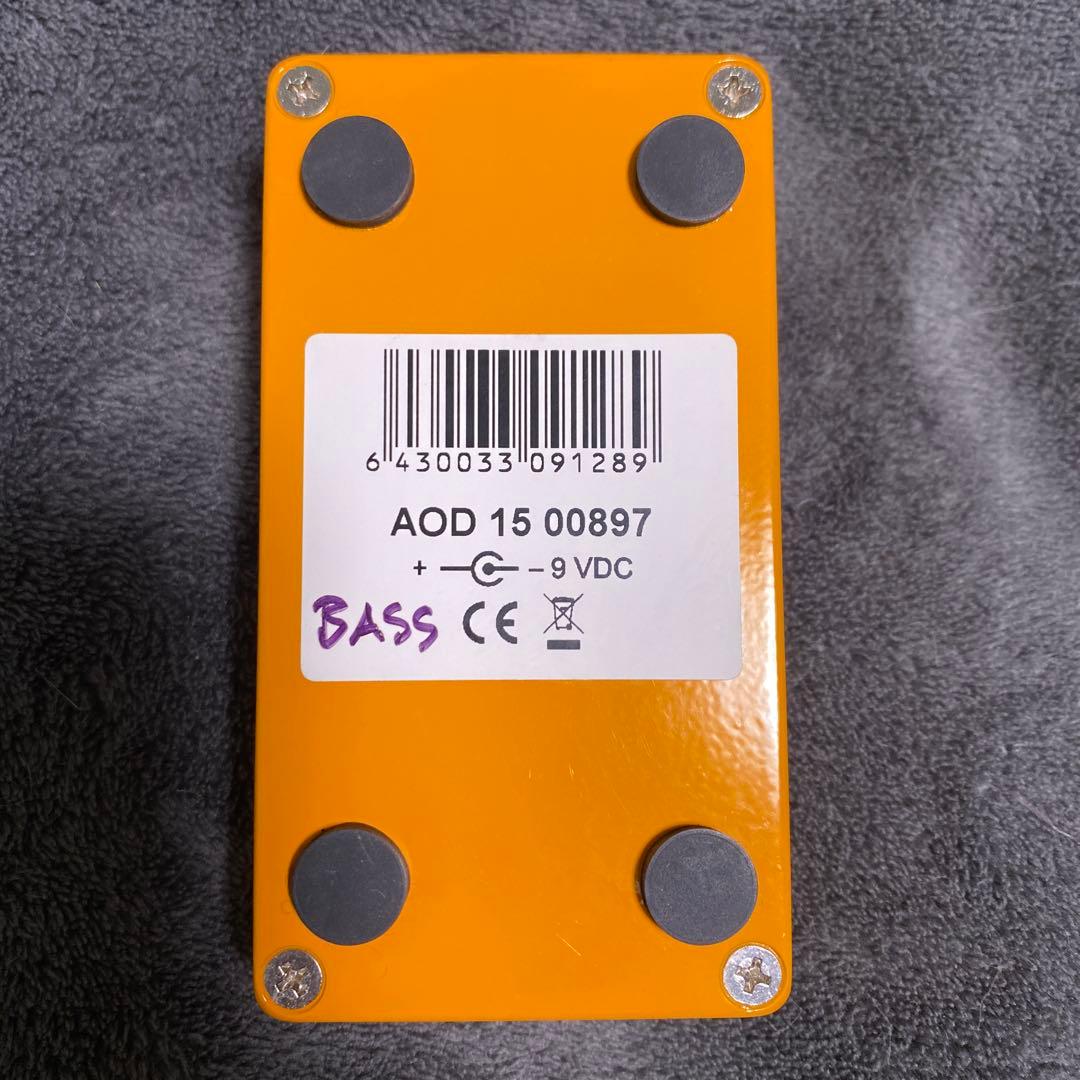 6 430033 091289
AOD 15 00897
+ – 9 VDC
BASS CE